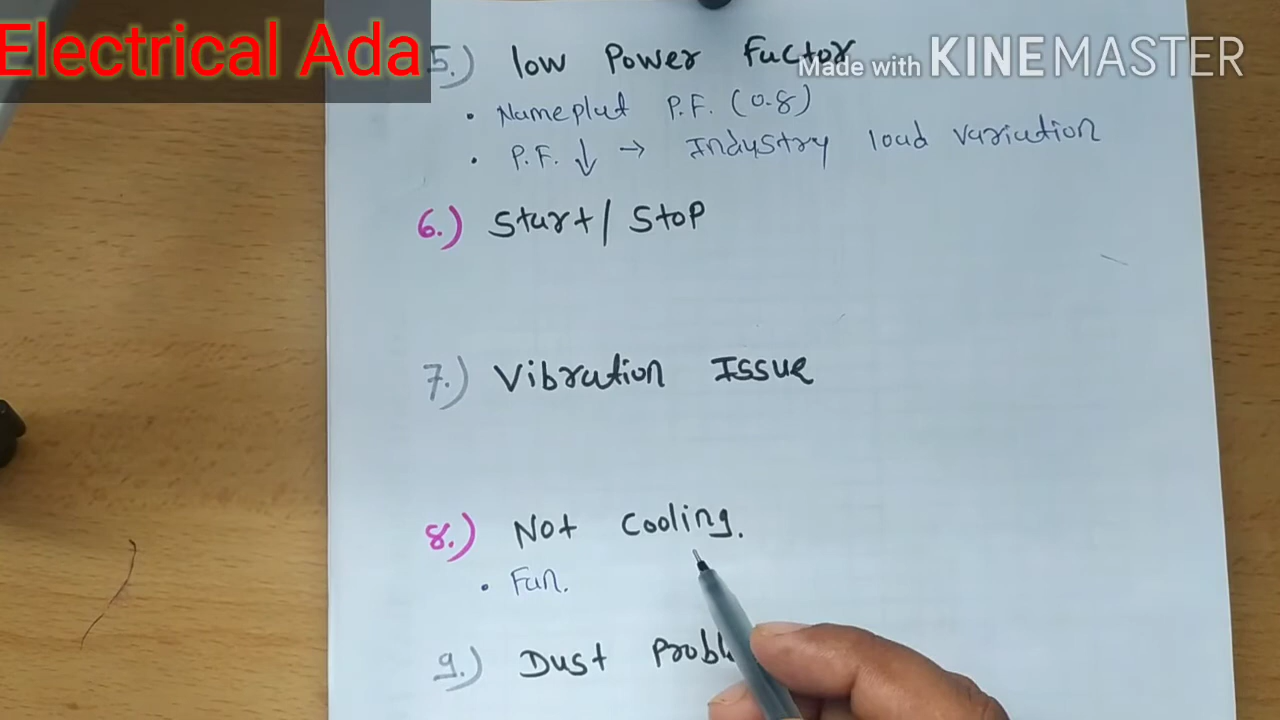 Electrical Ada
Made with KINEMASTER
5.) low Power Factor
• Nameplat P.F. (0.8)
• P.F. ↓ → Industry load variation
6.) Start / Stop
7.) Vibration Issue
8.) Not Cooling.
• Fan.
9.) Dust Probl